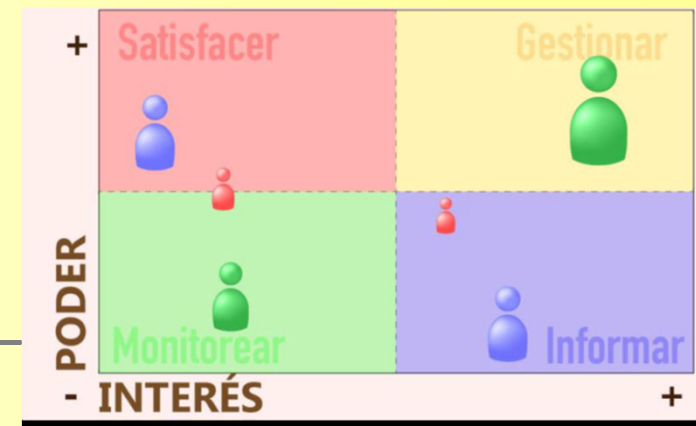 +
Satisfacer
Gestionar
PODER
Monitorear
Informar
- INTERÉS +